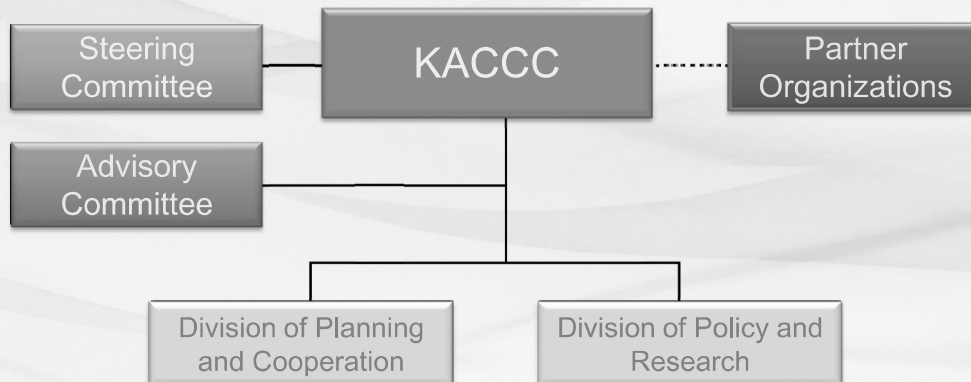 Steering
Committee
KACCC
Partner
Organizations
Advisory
Committee
Division of Planning
and Cooperation
Division of Policy and
Research